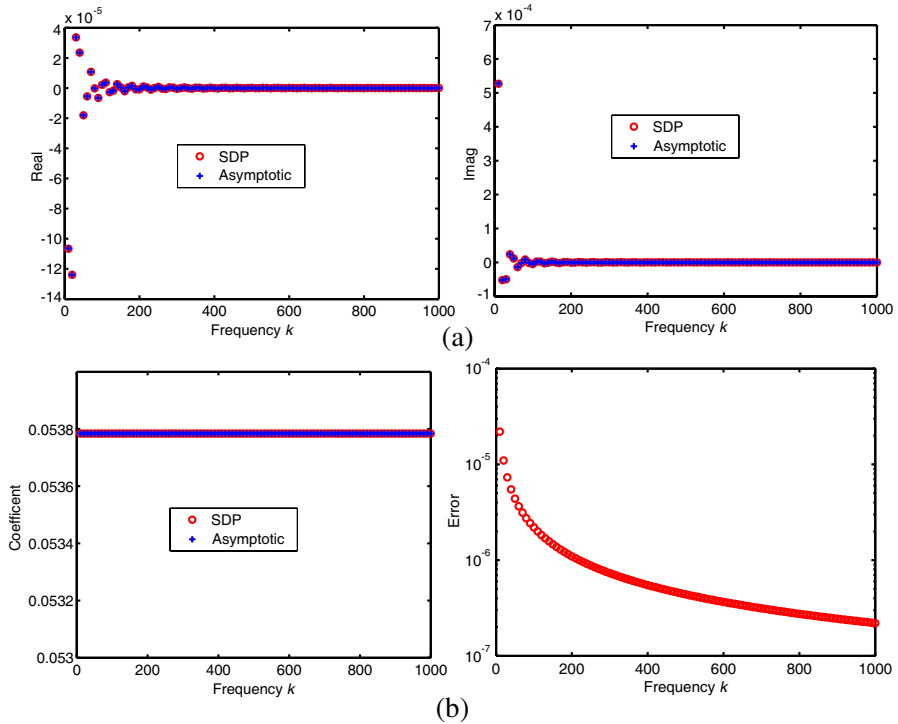 4 x 10⁻⁵
2
0
-2
-4
-6
-8
-10
-12
-14
0 200 400 600 800 1000
Real
Frequency k
SDP
Asymptotic
7 x 10⁻⁴
6
5
4
3
2
1
0
-1
0 200 400 600 800 1000
Imag
Frequency k
SDP
Asymptotic
(a)
0.0538
0.0536
0.0534
0.0532
0.053
0 200 400 600 800 1000
Coefficent
Frequency k
SDP
Asymptotic
10⁻⁴
10⁻⁵
10⁻⁶
10⁻⁷
0 200 400 600 800 1000
Error
Frequency k
(b)